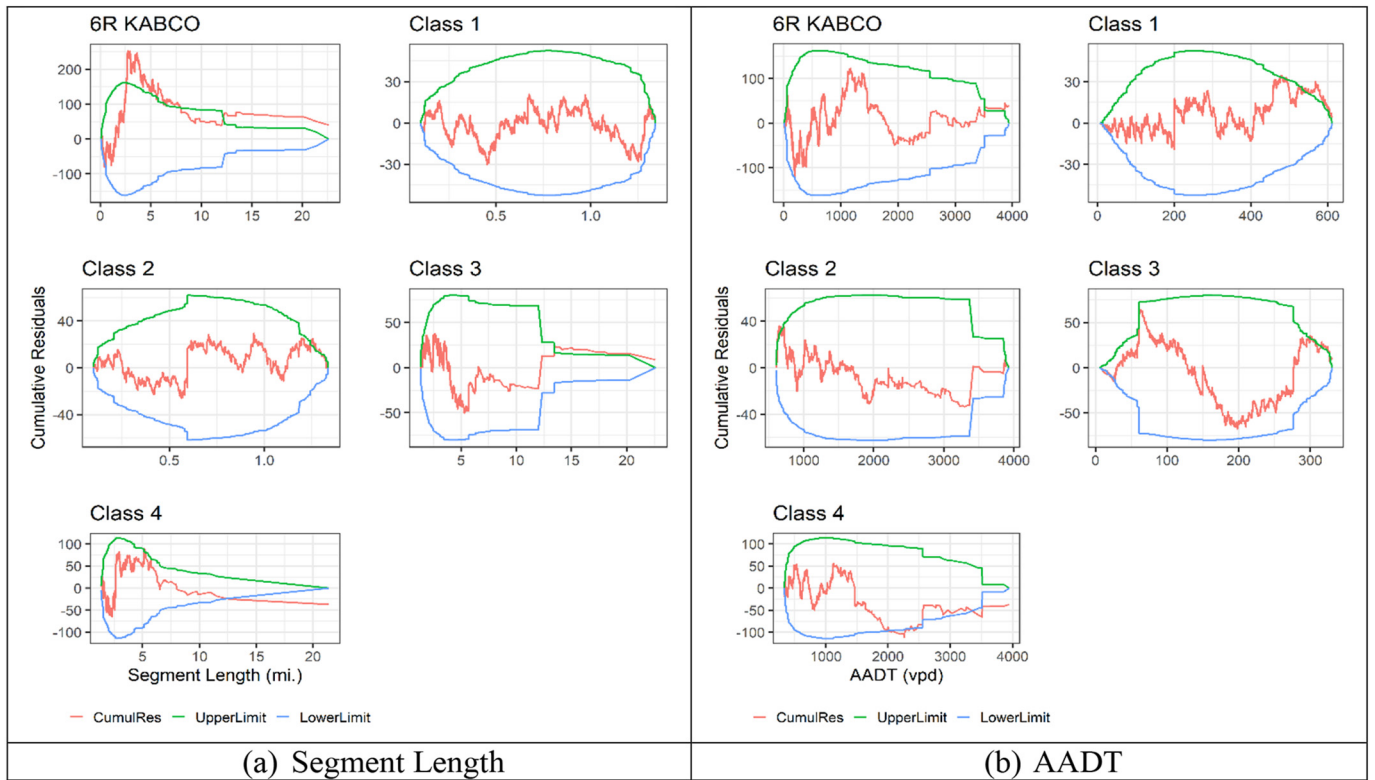 6R KABCO
Class 1
200
100
0
-100
0 5 10 15 20
30
0
-30
0.5 1.0
Class 2
Class 3
Cumulative Residuals
40
0
-40
0.5 1.0
50
0
-50
5 10 15 20
Class 4
100
50
0
-50
-100
5 10 15 20
Segment Length (mi.)
CumulRes UpperLimit LowerLimit
(a) Segment Length
6R KABCO
Class 1
100
0
-100
0 1000 2000 3000 4000
30
0
-30
0 200 400 600
Class 2
Class 3
Cumulative Residuals
40
0
-40
1000 2000 3000 4000
50
0
-50
0 100 200 300
Class 4
100
50
0
-50
-100
1000 2000 3000 4000
AADT (vpd)
CumulRes UpperLimit LowerLimit
(b) AADT